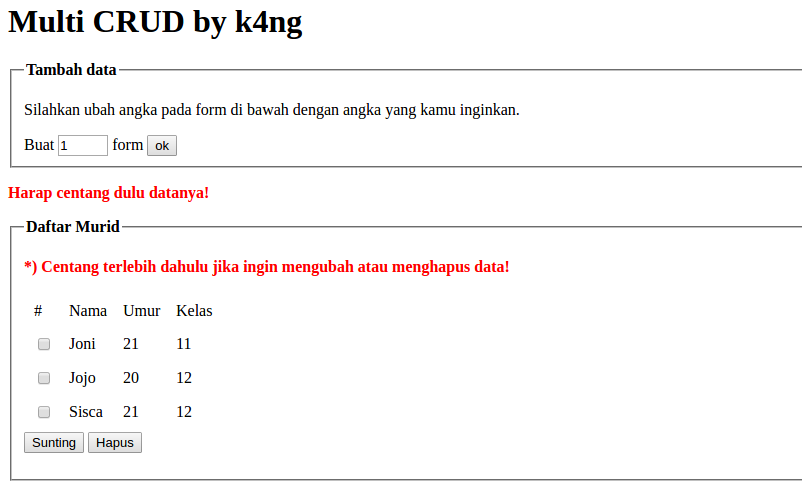 Multi CRUD by k4ng
Tambah data
Silahkan ubah angka pada form di bawah dengan angka yang kamu inginkan.
Buat 1 form ok
Harap centang dulu datanya!
Daftar Murid
*) Centang terlebih dahulu jika ingin mengubah atau menghapus data!
# Nama Umur Kelas
Joni 21 11
Jojo 20 12
Sisca 21 12
Sunting Hapus